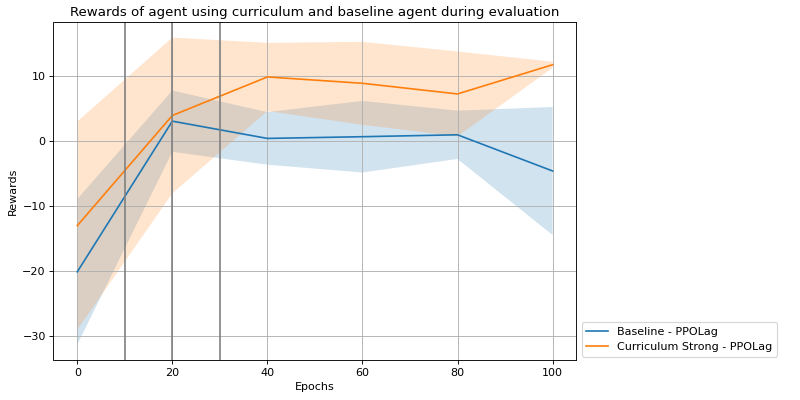 Rewards of agent using curriculum and baseline agent during evaluation
Rewards
10
0
−10
−20
−30
0 20 40 60 80 100
Epochs
Baseline - PPOLag
Curriculum Strong - PPOLag